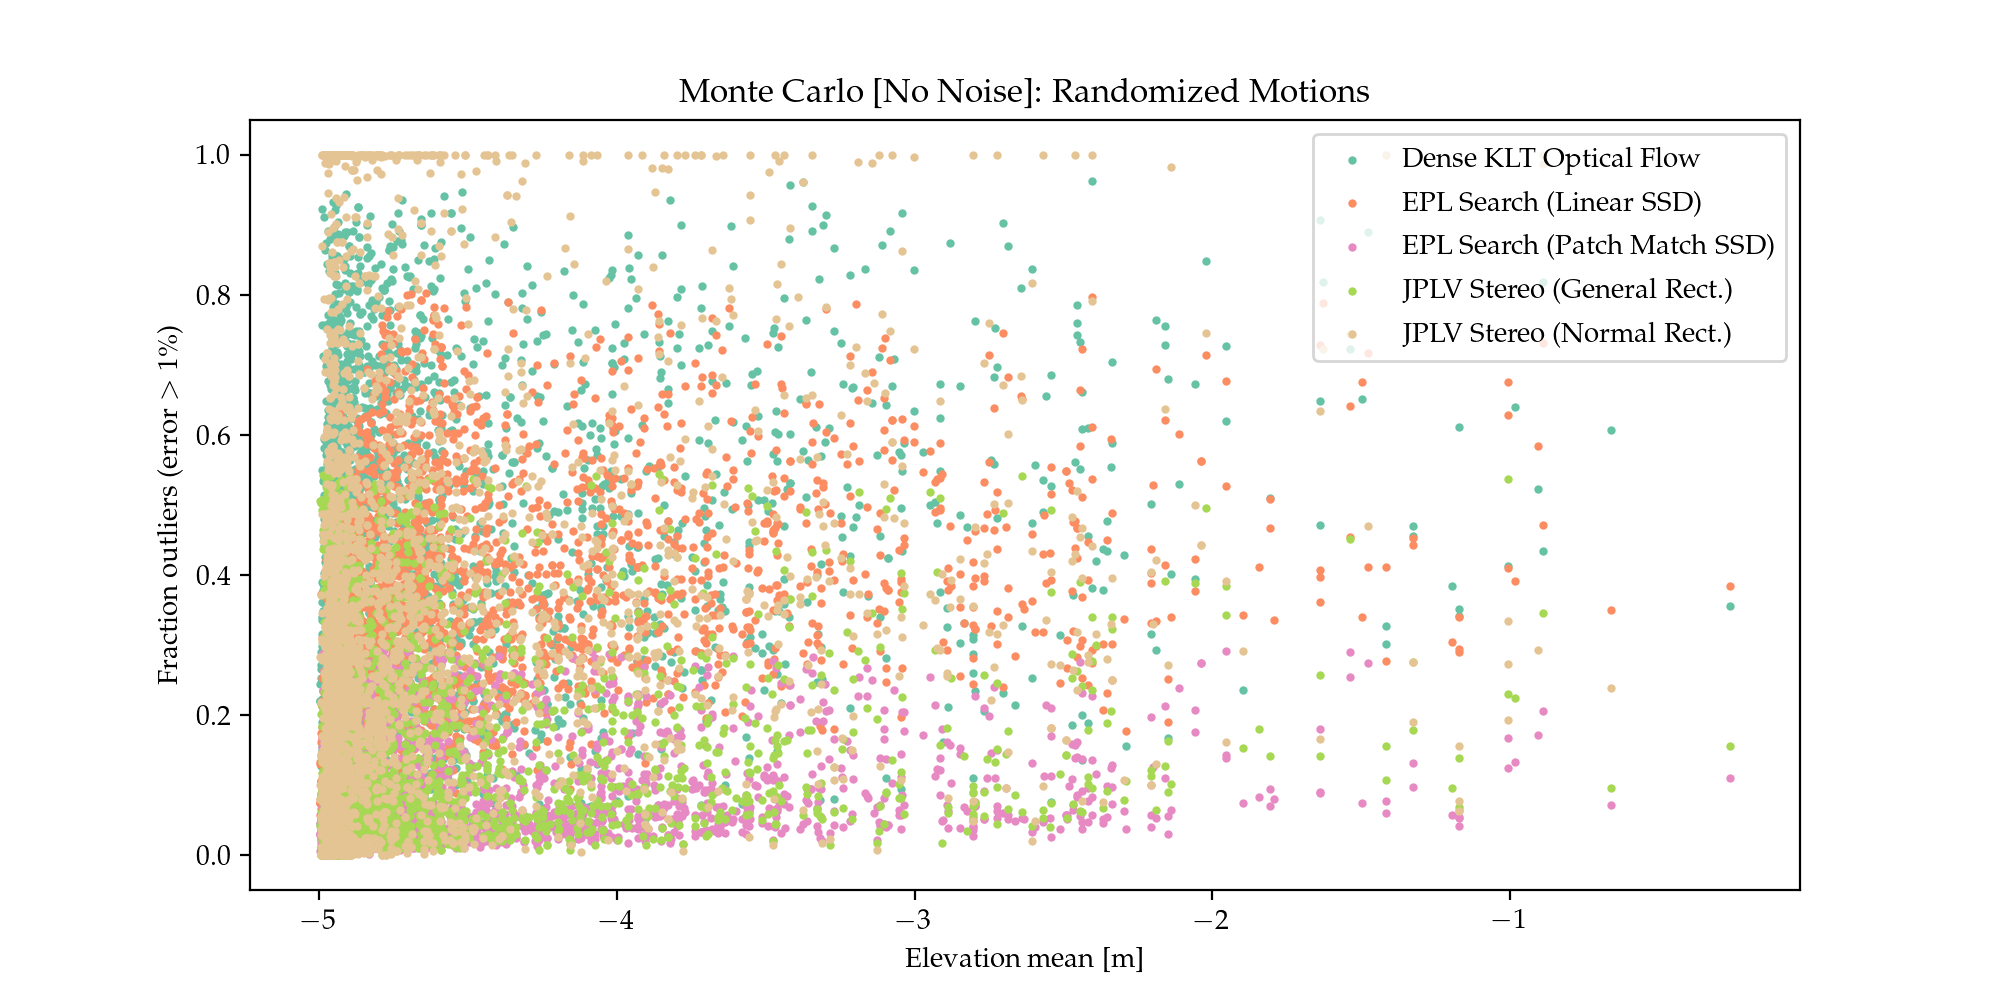 Monte Carlo [No Noise]: Randomized Motions
Fraction outliers (error > 1%)
1.0
0.8
0.6
0.4
0.2
0.0
Dense KLT Optical Flow
EPL Search (Linear SSD)
EPL Search (Patch Match SSD)
JPLV Stereo (General Rect.)
JPLV Stereo (Normal Rect.)
−5 −4 −3 −2 −1
Elevation mean [m]